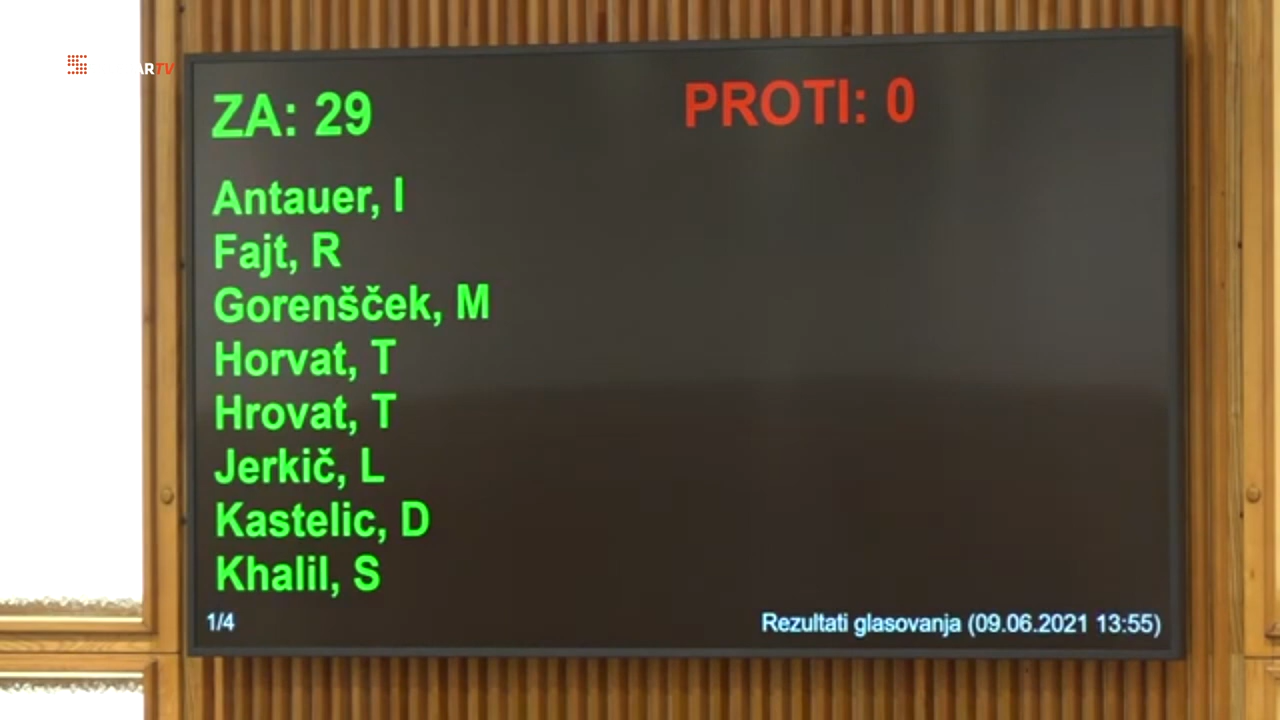 ARTV
ZA: 29
PROTI: 0
Antauer, I
Fajt, R
Gorenšček, M
Horvat, T
Hrovat, T
Jerkič, L
Kastelic, D
Khalil, S
1/4
Rezultati glasovanja (09.06.2021 13:55)